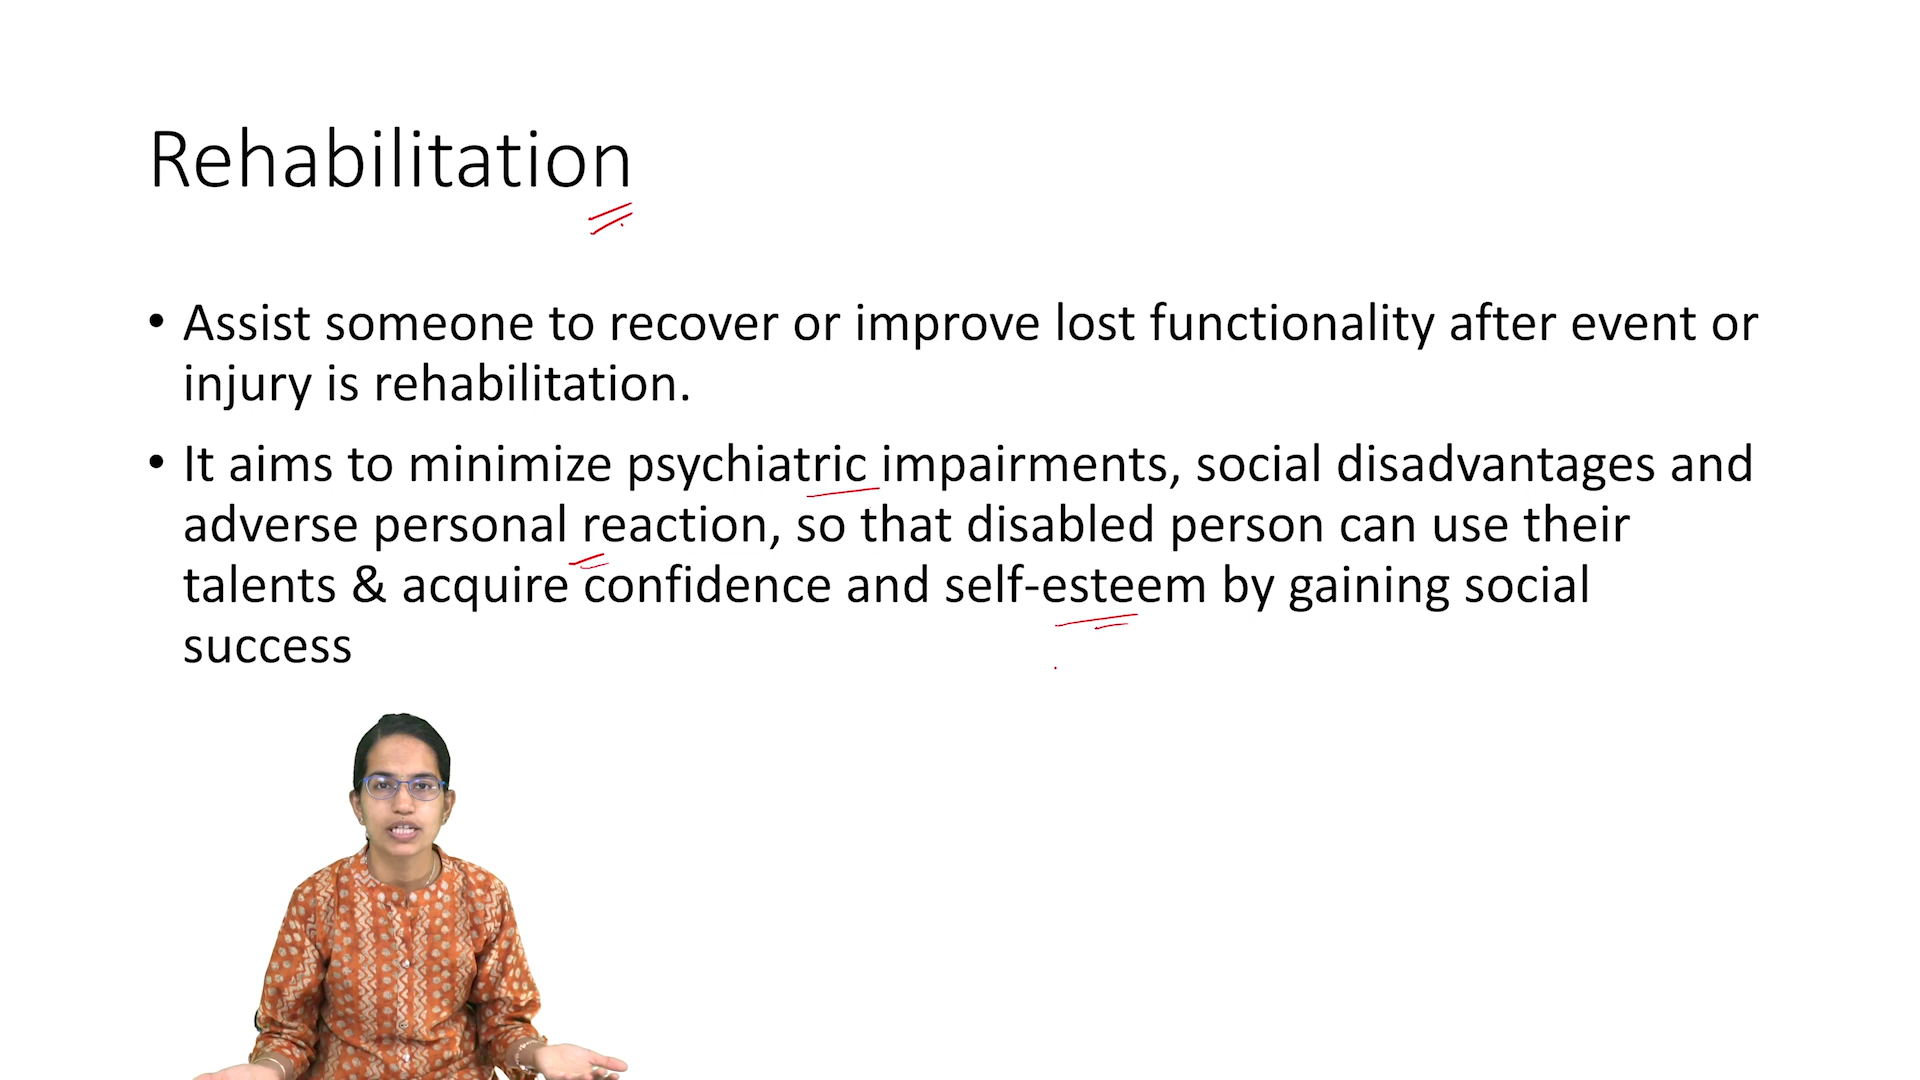 Rehabilitation
• Assist someone to recover or improve lost functionality after event or
injury is rehabilitation.
• It aims to minimize psychiatric impairments, social disadvantages and
adverse personal reaction, so that disabled person can use their
talents & acquire confidence and self-esteem by gaining social
success